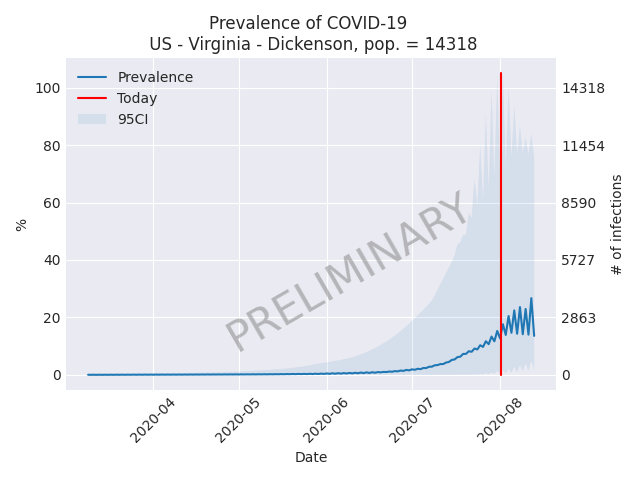 Prevalence of COVID-19
US - Virginia - Dickenson, pop. = 14318
Prevalence
Today
95CI
PRELIMINARY
100
80
60
40
20
0
%
14318
11454
8590
5727
2863
0
# of infections
2020-04
2020-05
2020-06
2020-07
2020-08
Date